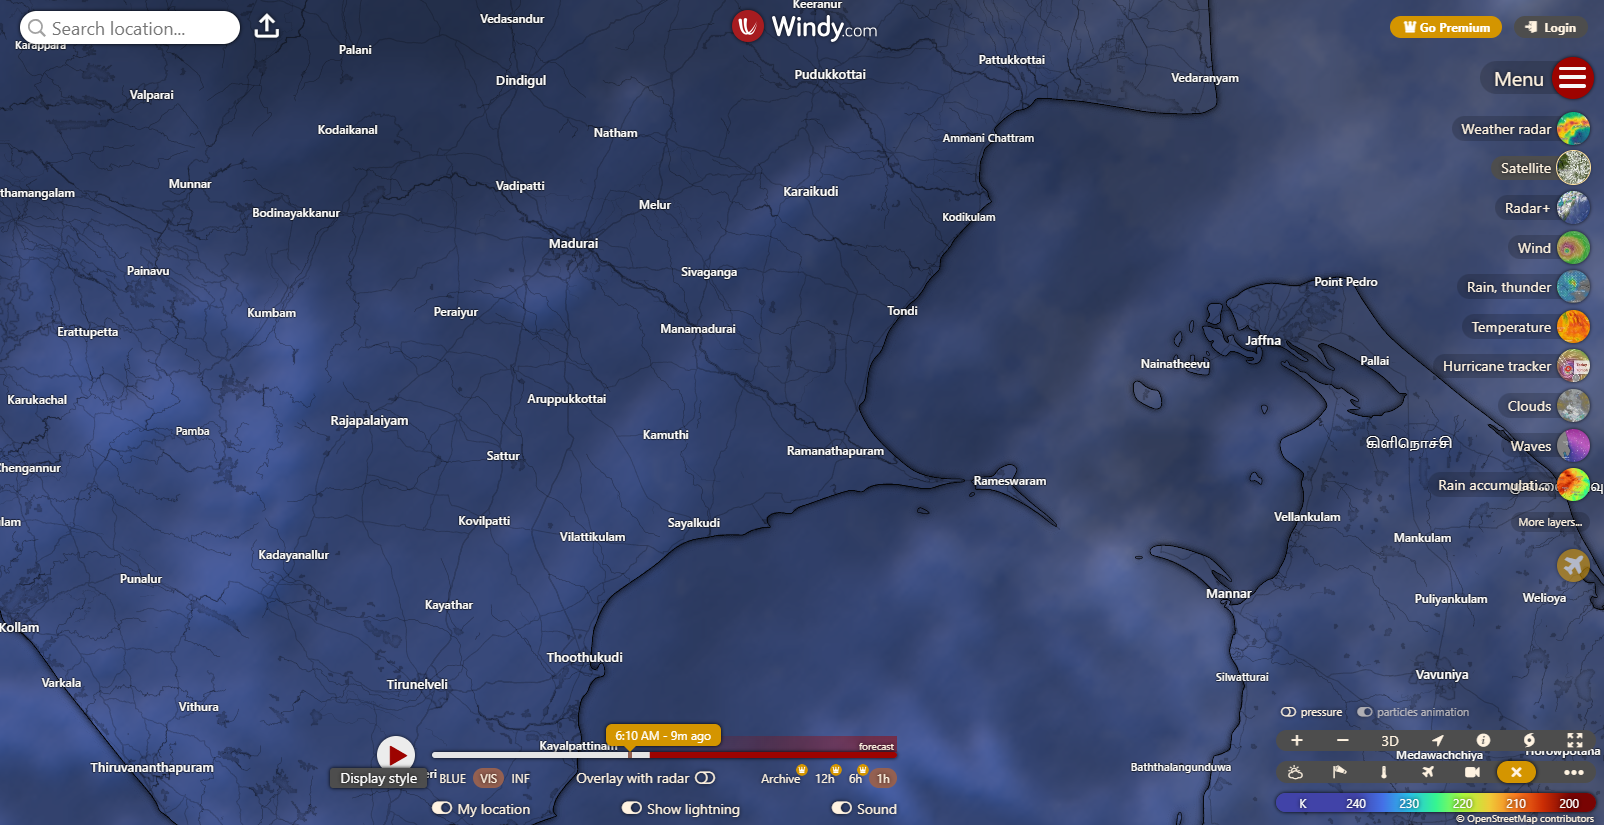 Search location...
Windy.com
Go Premium
Login
Menu
Weather radar
Satellite
Radar+
Wind
Rain, thunder
Temperature
Hurricane tracker
Clouds
Waves
Rain accumulati...
More layers...
Keeranur
Vedasandur
Karappara
Palani
Pattukkottai
Pudukkottai
Vedaranyam
Dindigul
Valparai
Kodaikanal
Natham
Ammani Chattram
Munnar
Vadipatti
thamangalam
Karaikudi
Melur
Bodinayakkanur
Kodikulam
Madurai
Painavu
Sivaganga
Point Pedro
Kumbam
Peraiyur
Tondi
Erattupetta
Manamadurai
Jaffna
Nainatheevu
Pallai
Karukachal
Aruppukkottai
Rajapalaiyam
Pamba
Kamuthi
கிளிநொச்சி
Sattur
Ramanathapuram
Chengannur
Rameswaram
Vellankulam
lam
Kovilpatti
Sayalkudi
Vilattikulam
Mankulam
Kadayanallur
Punalur
Mannar
Puliyankulam
Welioya
Kayathar
Kollam
Thoothukudi
Vavuniya
Silwatturai
Varkala
Tirunelveli
Vithura
Kayalpattinam
Thiruvananthapuram
Baththalangunduwa
Medawachchiya
Horowpotana
6:10 AM - 9m ago
forecast
Display style
eri
BLUE
VIS
INF
Overlay with radar
Archive
12h
6h
1h
My location
Show lightning
Sound
pressure
particles animation
3D
K 240 230 220 210 200
© OpenStreetMap contributors